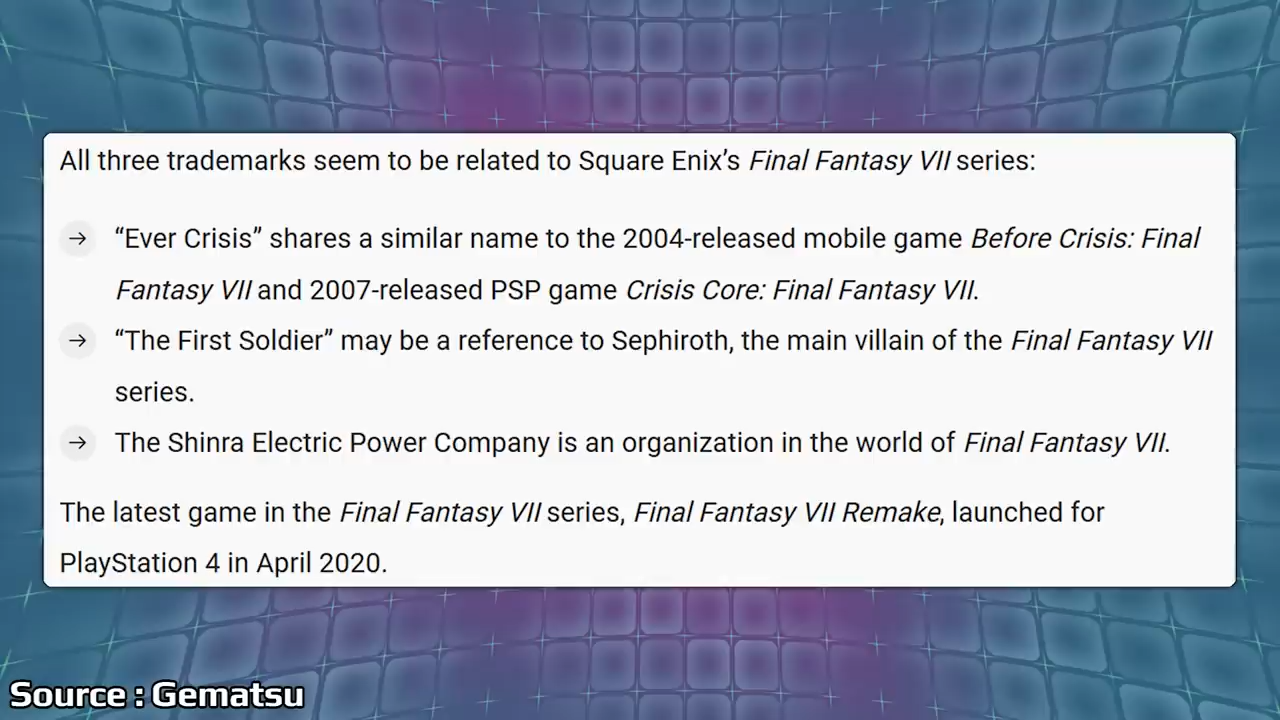 All three trademarks seem to be related to Square Enix’s Final Fantasy VII series:
→ “Ever Crisis” shares a similar name to the 2004-released mobile game Before Crisis: Final
Fantasy VII and 2007-released PSP game Crisis Core: Final Fantasy VII.
→ “The First Soldier” may be a reference to Sephiroth, the main villain of the Final Fantasy VII
series.
→ The Shinra Electric Power Company is an organization in the world of Final Fantasy VII.
The latest game in the Final Fantasy VII series, Final Fantasy VII Remake, launched for
PlayStation 4 in April 2020.
Source : Gematsu